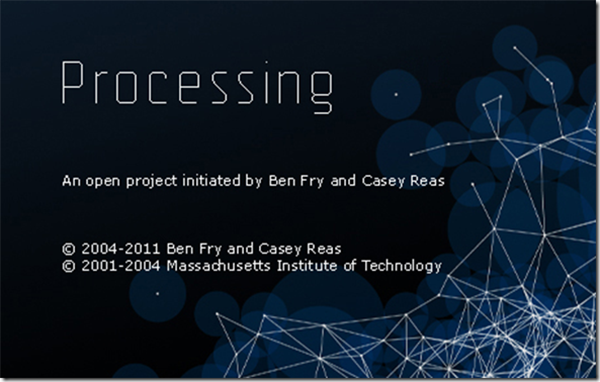 Processing
An open project initiated by Ben Fry and Casey Reas
© 2004-2011 Ben Fry and Casey Reas
© 2001-2004 Massachusetts Institute of Technology